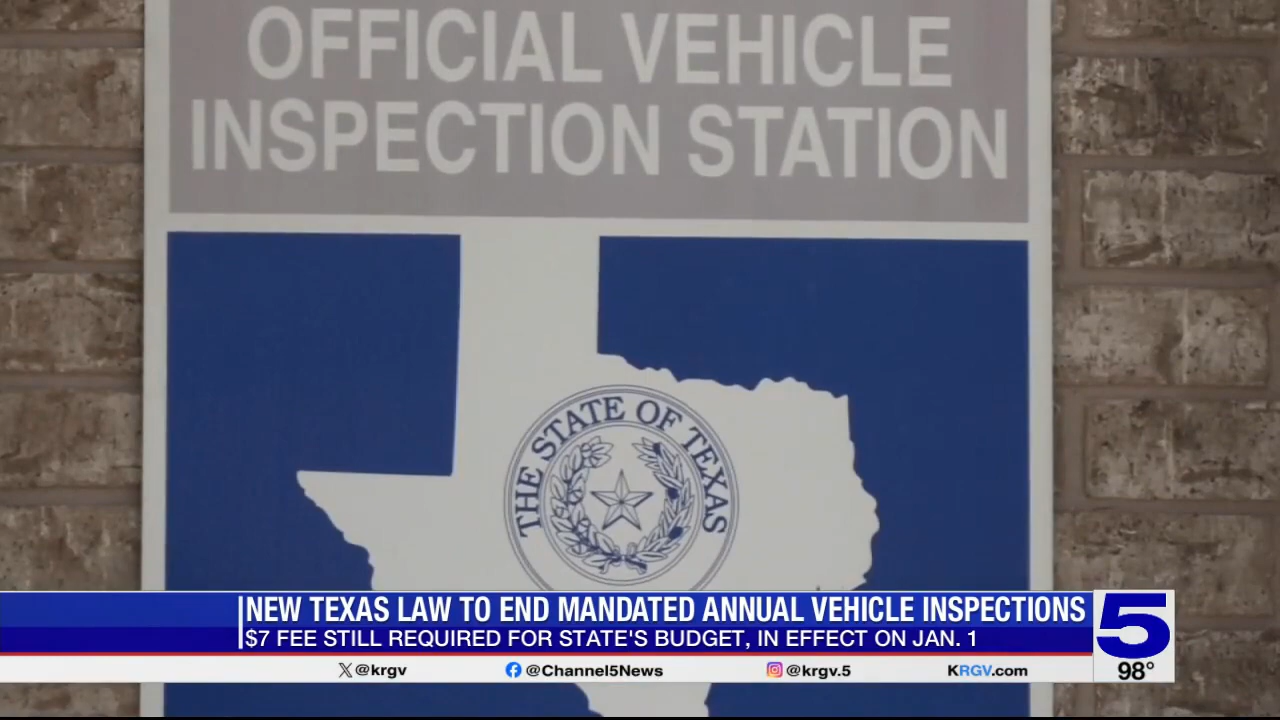 OFFICIAL VEHICLE
INSPECTION STATION
THE STATE OF TEXAS
NEW TEXAS LAW TO END MANDATED ANNUAL VEHICLE INSPECTIONS
$7 FEE STILL REQUIRED FOR STATE'S BUDGET, IN EFFECT ON JAN. 1
5
@krgv
@Channel5News
@krgv.5
KRGV.com
98°